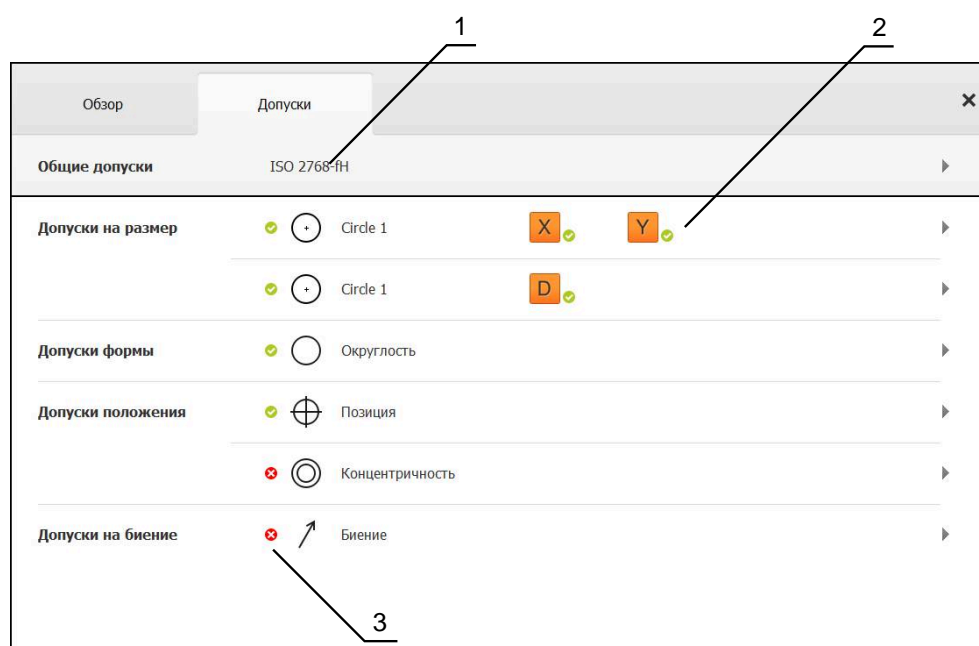 1
2
Обзор Допуски
Общие допуски ISO 2768-fH
Допуски на размер Circle 1 X Y
Circle 1 D
Допуски формы Округлость
Допуски положения Позиция
Концентричность
Допуски на биение Биение
3